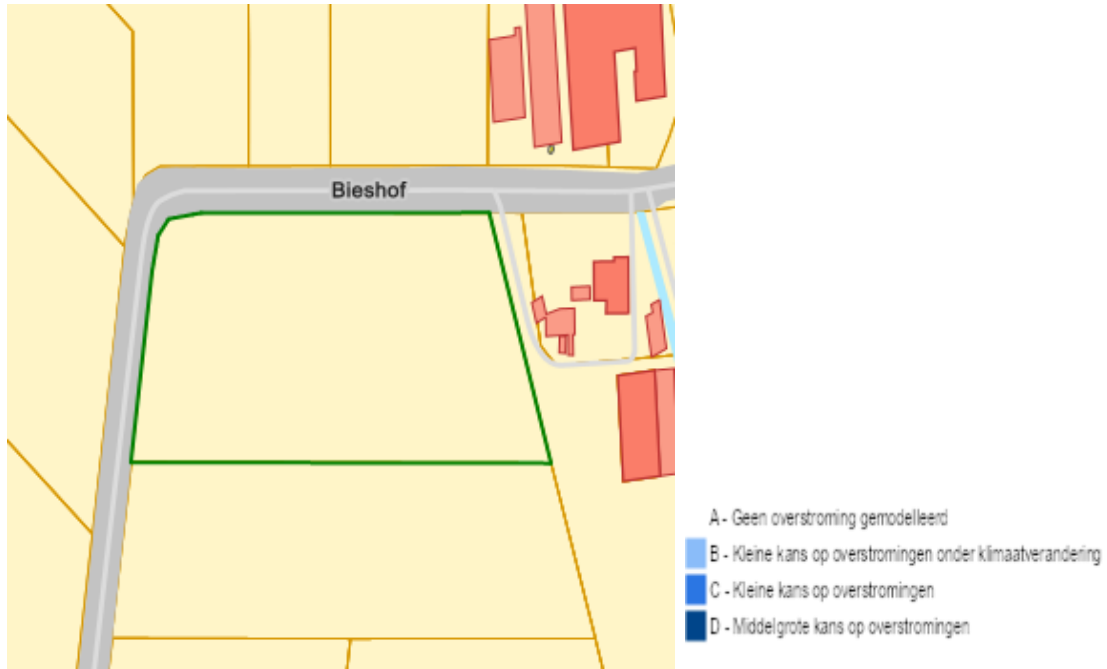 Bieshof
A - Geen overstroming gemodelleerd
B - Kleine kans op overstromingen onder klimaatverandering
C - Kleine kans op overstromingen
D - Middelgrote kans op overstromingen